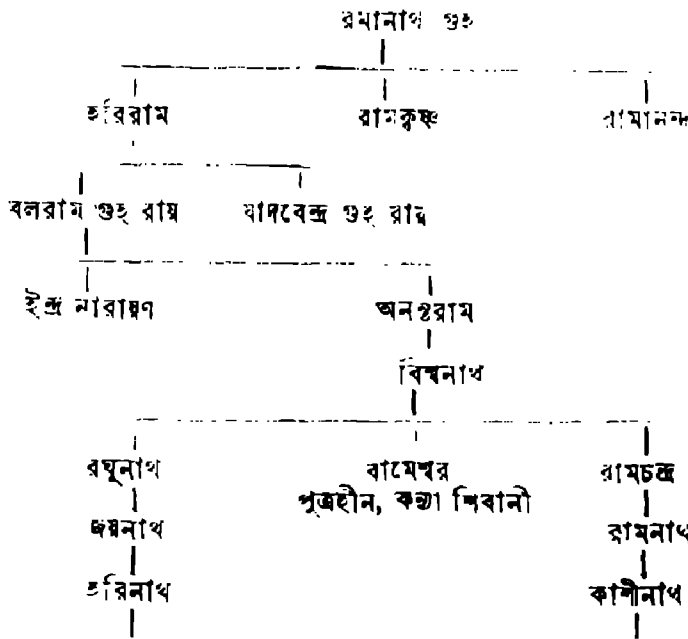 রমানাথ গুহ
হরিরাম রামকৃষ্ণ রামানন্দ
বলরাম গুহ রায় যাদবেন্দ্র গুহ রায়
ইন্দ্র নারায়ণ অনন্তরাম
বিশ্বনাথ
রঘুনাথ রামেশ্বর রামচন্দ্র
পুত্রহীন, কন্যা শিবানী
জয়নাথ রামনাথ
হরিনাথ কাশীনাথ